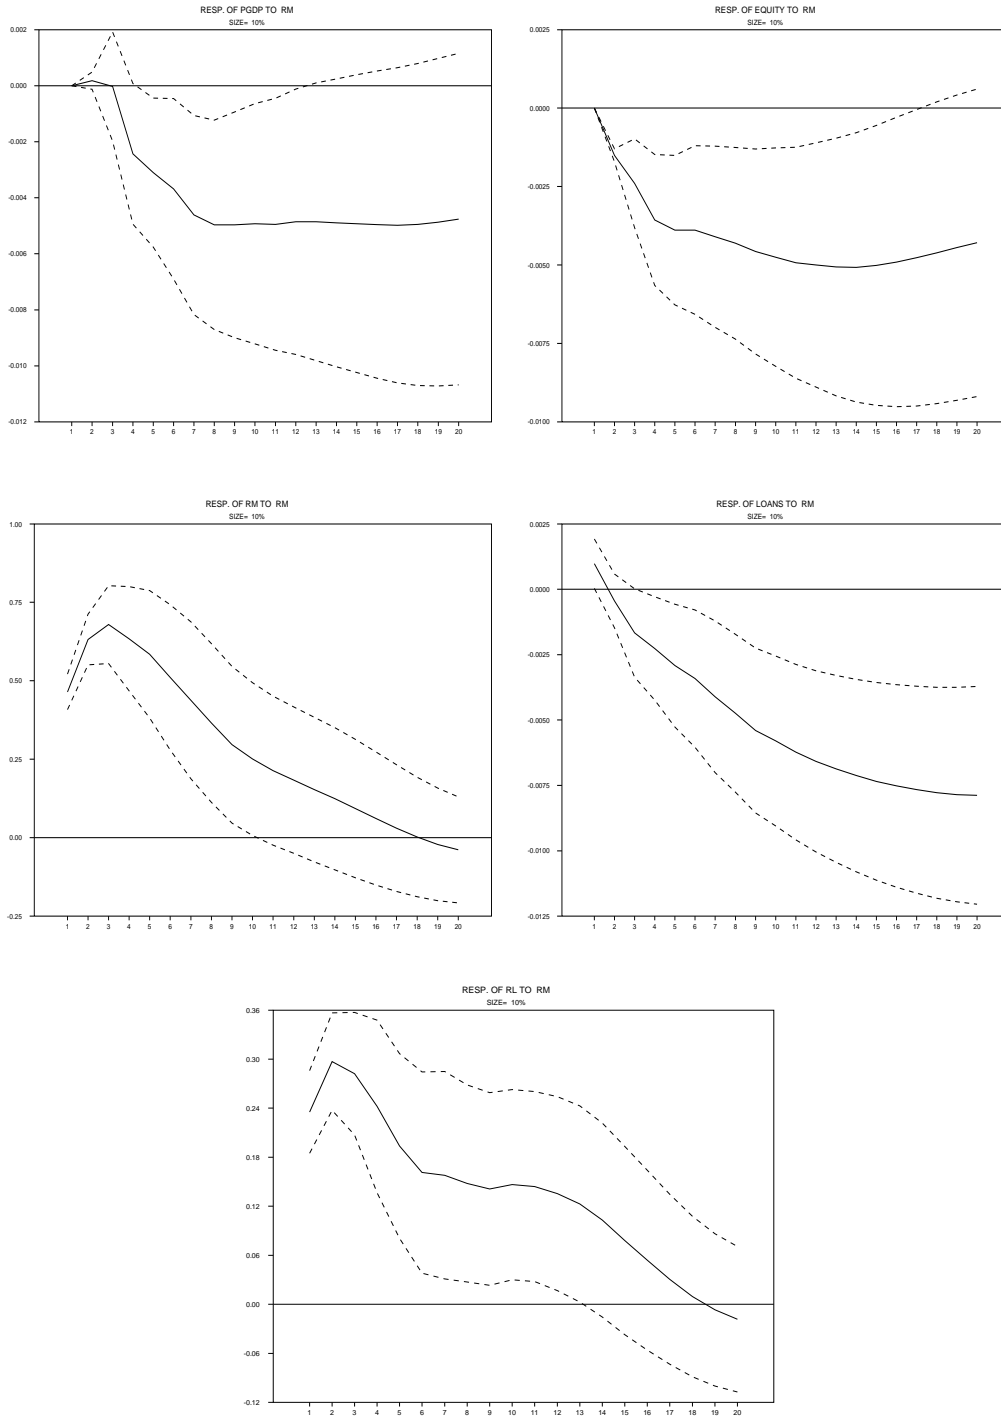 RESP. OF PGDP TO RM
SIZE= 10%
0.002
0.000
-0.002
-0.004
-0.006
-0.008
-0.010
-0.012
1 2 3 4 5 6 7 8 9 10 11 12 13 14 15 16 17 18 19 20
RESP. OF EQUITY TO RM
SIZE= 10%
0.0025
0.0000
-0.0025
-0.0050
-0.0075
-0.0100
1 2 3 4 5 6 7 8 9 10 11 12 13 14 15 16 17 18 19 20
RESP. OF RM TO RM
SIZE= 10%
1.00
0.75
0.50
0.25
0.00
-0.25
1 2 3 4 5 6 7 8 9 10 11 12 13 14 15 16 17 18 19 20
RESP. OF LOANS TO RM
SIZE= 10%
0.0025
0.0000
-0.0025
-0.0050
-0.0075
-0.0100
-0.0125
1 2 3 4 5 6 7 8 9 10 11 12 13 14 15 16 17 18 19 20
RESP. OF RL TO RM
SIZE= 10%
0.36
0.30
0.24
0.18
0.12
0.06
0.00
-0.06
-0.12
1 2 3 4 5 6 7 8 9 10 11 12 13 14 15 16 17 18 19 20